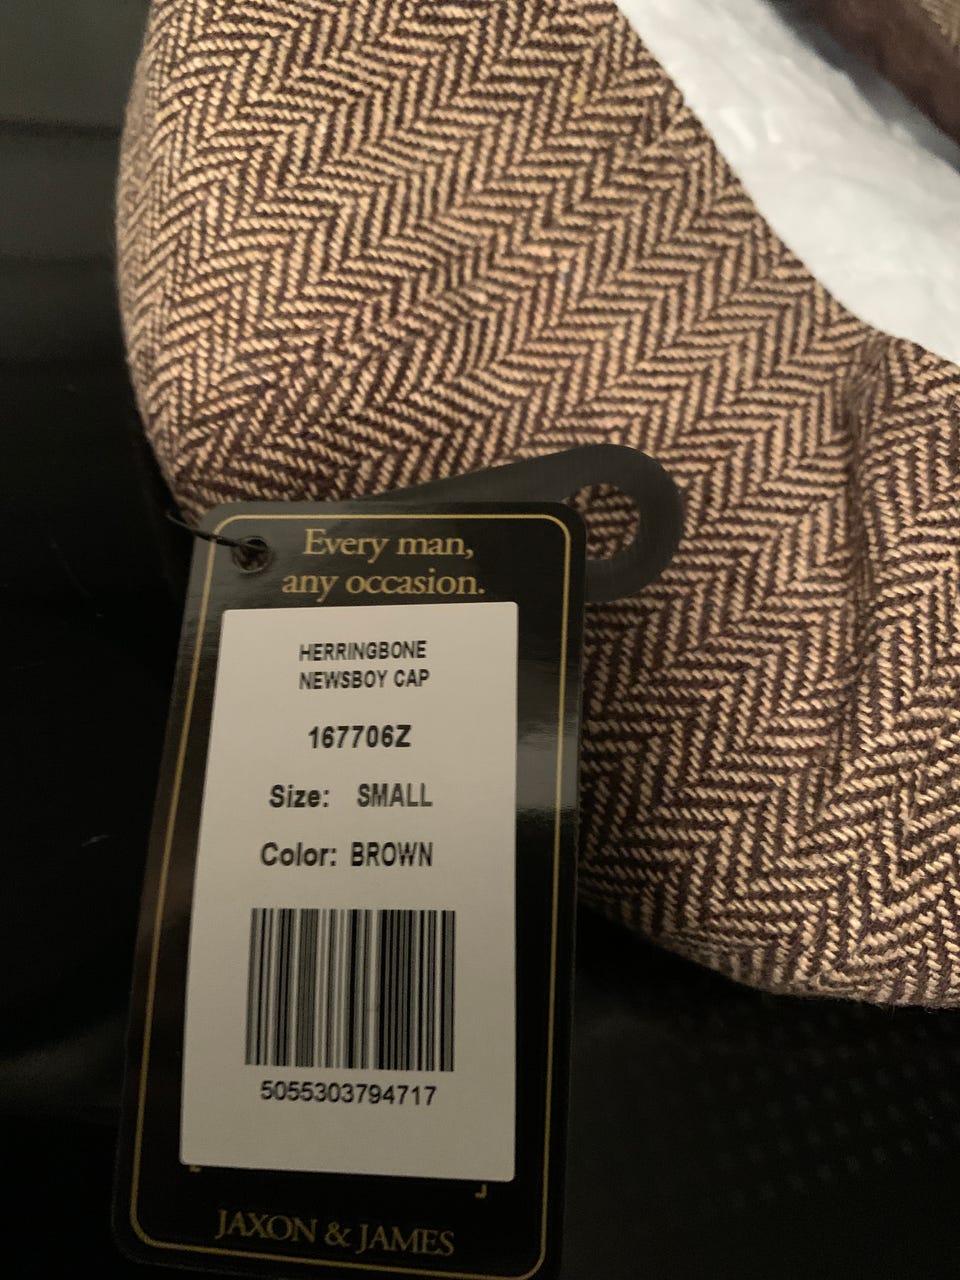 Every man,
any occasion.
HERRINGBONE
NEWSBOY CAP
167706Z
Size: SMALL
Color: BROWN
5055303794717
JAXON & JAMES